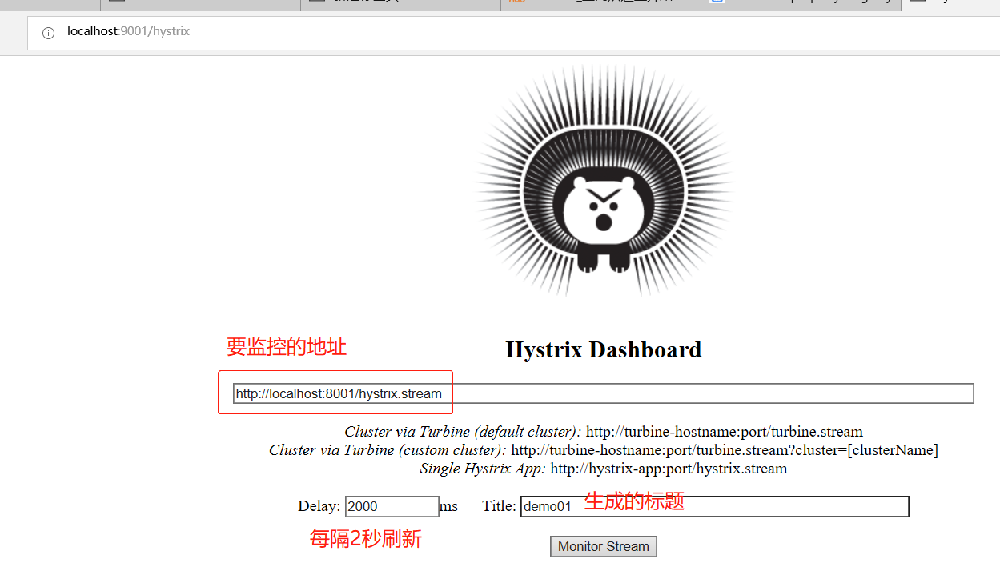 localhost:9001/hystrix
要监控的地址
Hystrix Dashboard
http://localhost:8001/hystrix.stream
Cluster via Turbine (default cluster): http://turbine-hostname:port/turbine.stream
Cluster via Turbine (custom cluster): http://turbine-hostname:port/turbine.stream?cluster=[clusterName]
Single Hystrix App: http://hystrix-app:port/hystrix.stream
Delay: 2000 ms Title: demo01 生成的标题
每隔2秒刷新
Monitor Stream